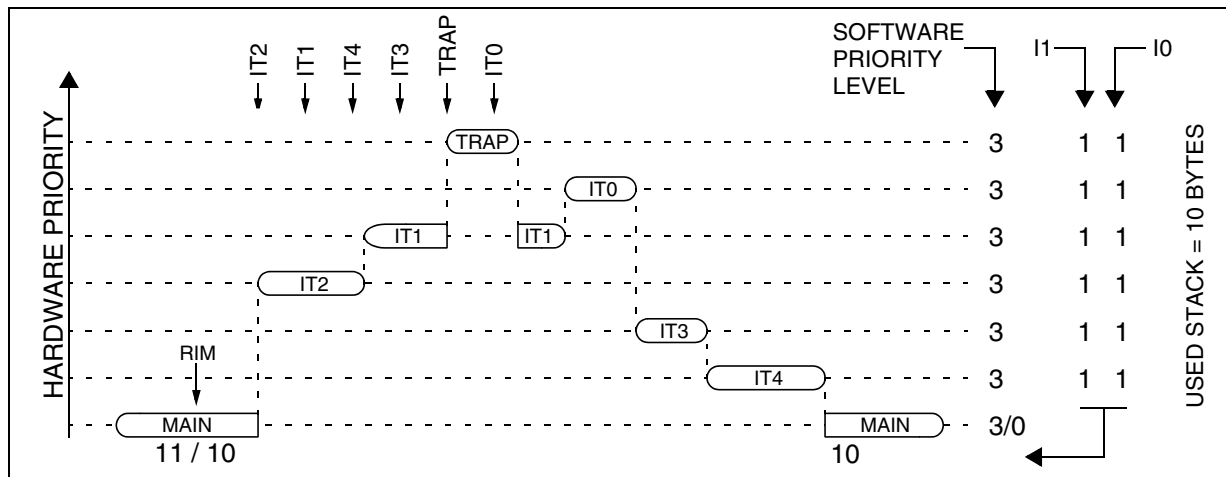 IT2
IT1
IT4
IT3
TRAP
IT0
SOFTWARE
PRIORITY
LEVEL
I1
I0
HARDWARE PRIORITY
TRAP
3
1 1
IT0
3
1 1
IT1
IT1
3
1 1
IT2
3
1 1
IT3
3
1 1
RIM
IT4
3
1 1
MAIN
MAIN
3/0
11 / 10
10
USED STACK = 10 BYTES